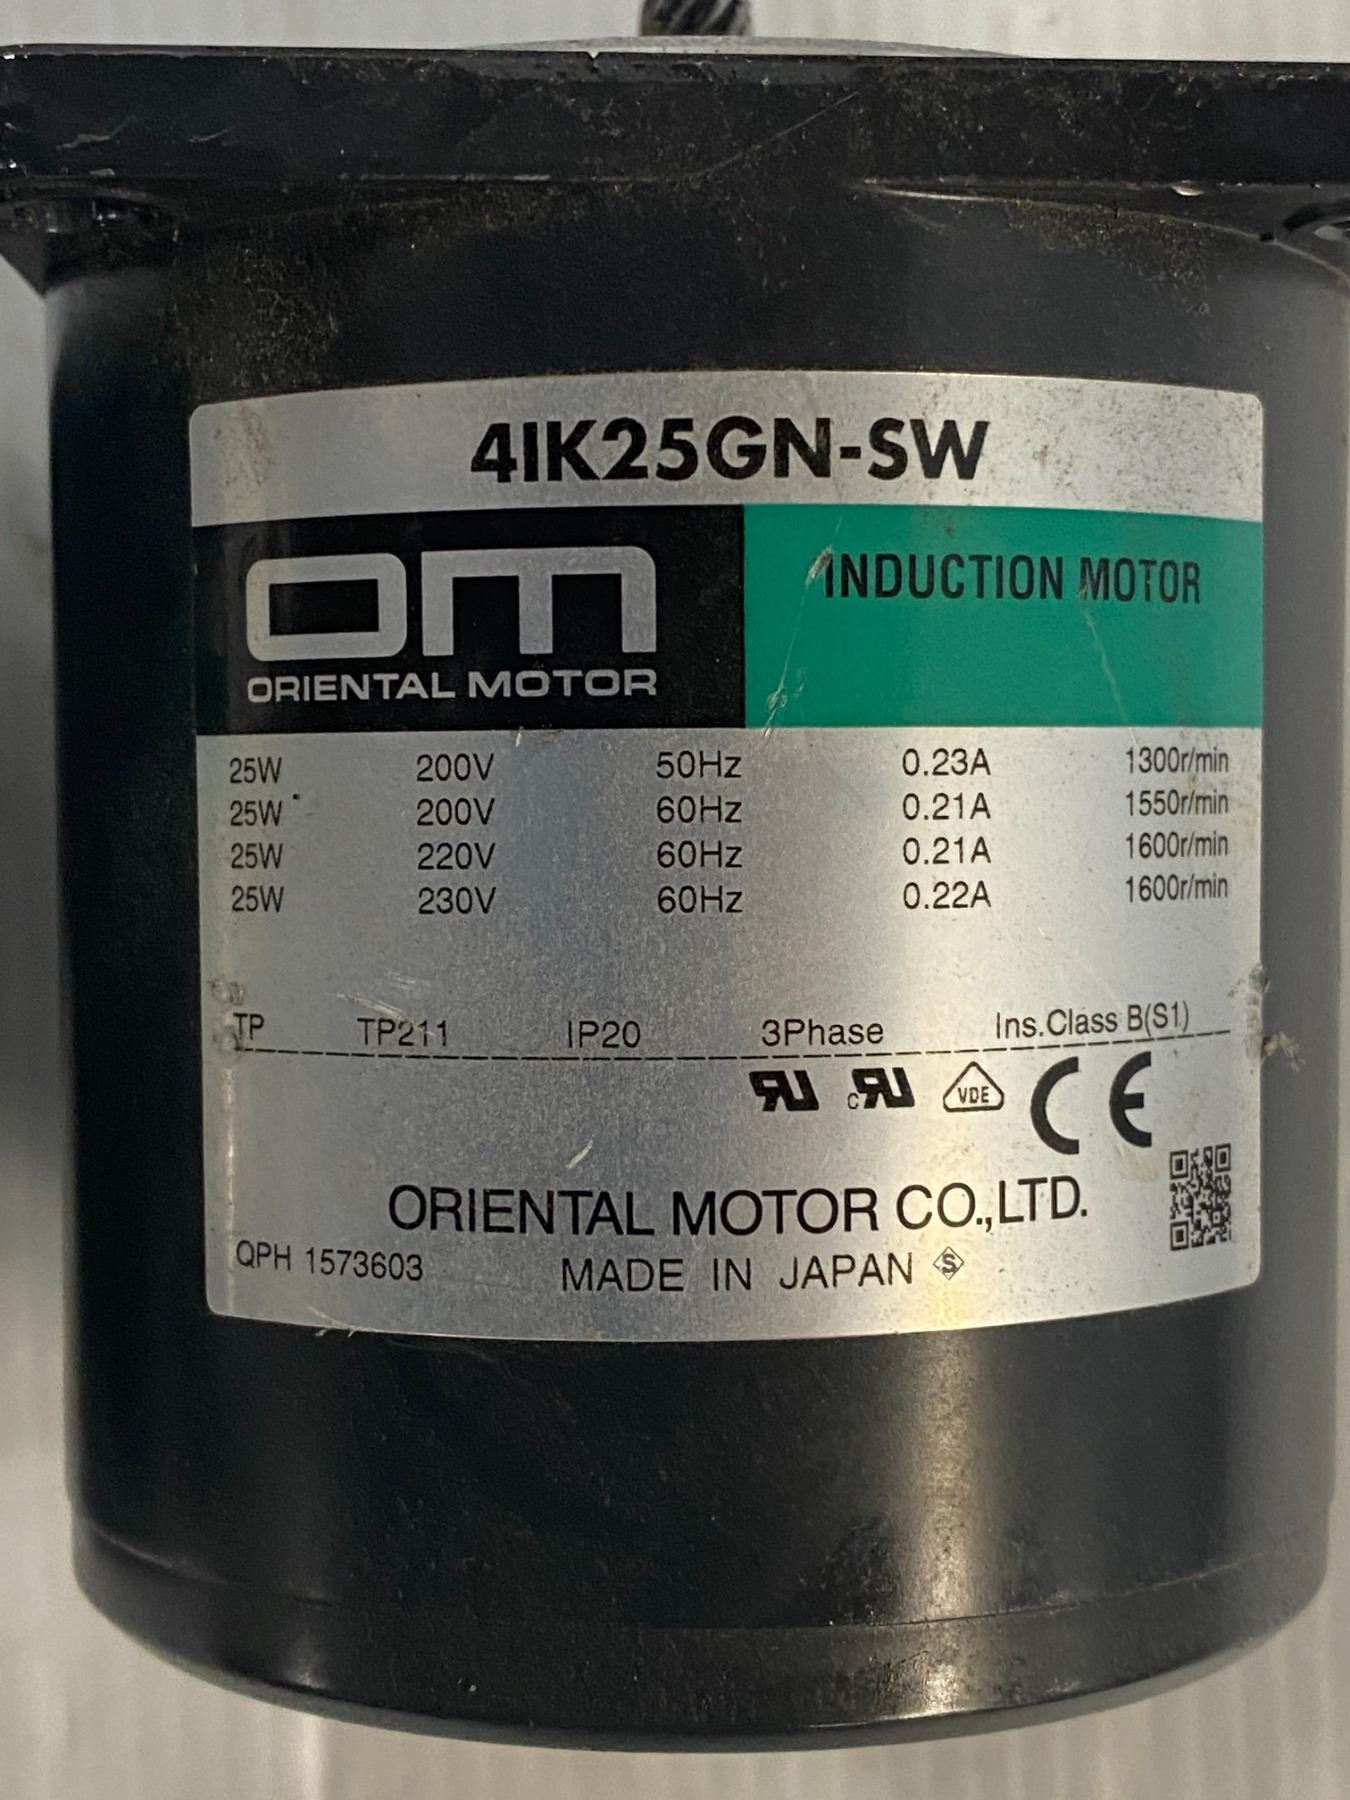 4IK25GN-SW
OM
ORIENTAL MOTOR
INDUCTION MOTOR
25W 200V 50Hz 0.23A 1300r/min
25W 200V 60Hz 0.21A 1550r/min
25W 220V 60Hz 0.21A 1600r/min
25W 230V 60Hz 0.22A 1600r/min
TP TP211 IP20 3Phase Ins.Class B(S1)
RU cRU VDE CE
ORIENTAL MOTOR CO.,LTD.
QPH 1573603 MADE IN JAPAN S